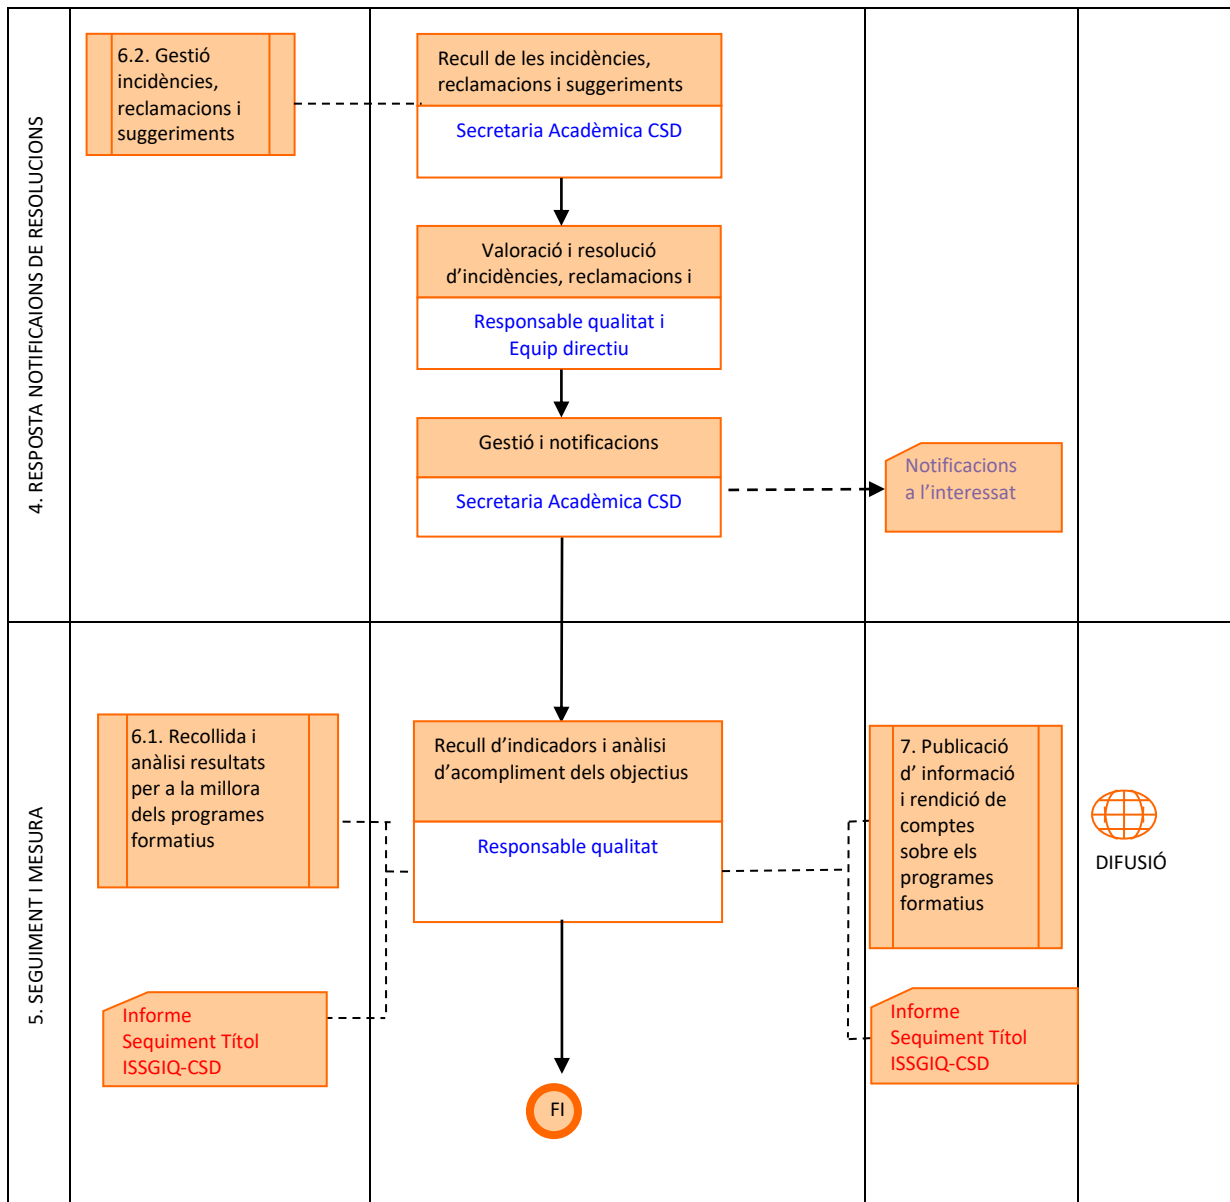 4. RESPOSTA NOTIFICAIONS DE RESOLUCIONS
6.2. Gestió
incidències,
reclamacions i
suggeriments
Recull de les incidències,
reclamacions i suggeriments
Secretaria Acadèmica CSD
Valoració i resolució
d’incidències, reclamacions i
Responsable qualitat i
Equip directiu
Gestió i notificacions
Secretaria Acadèmica CSD
Notificacions
a l’interessat
5. SEGUIMENT I MESURA
6.1. Recollida i
anàlisi resultats
per a la millora
dels programes
formatius
Recull d’indicadors i anàlisi
d’acompliment dels objectius
Responsable qualitat
7. Publicació
d’ informació
i rendició de
comptes
sobre els
programes
formatius
DIFUSIÓ
Informe
Sequiment Títol
ISSGIQ-CSD
Informe
Sequiment Títol
ISSGIQ-CSD
FI